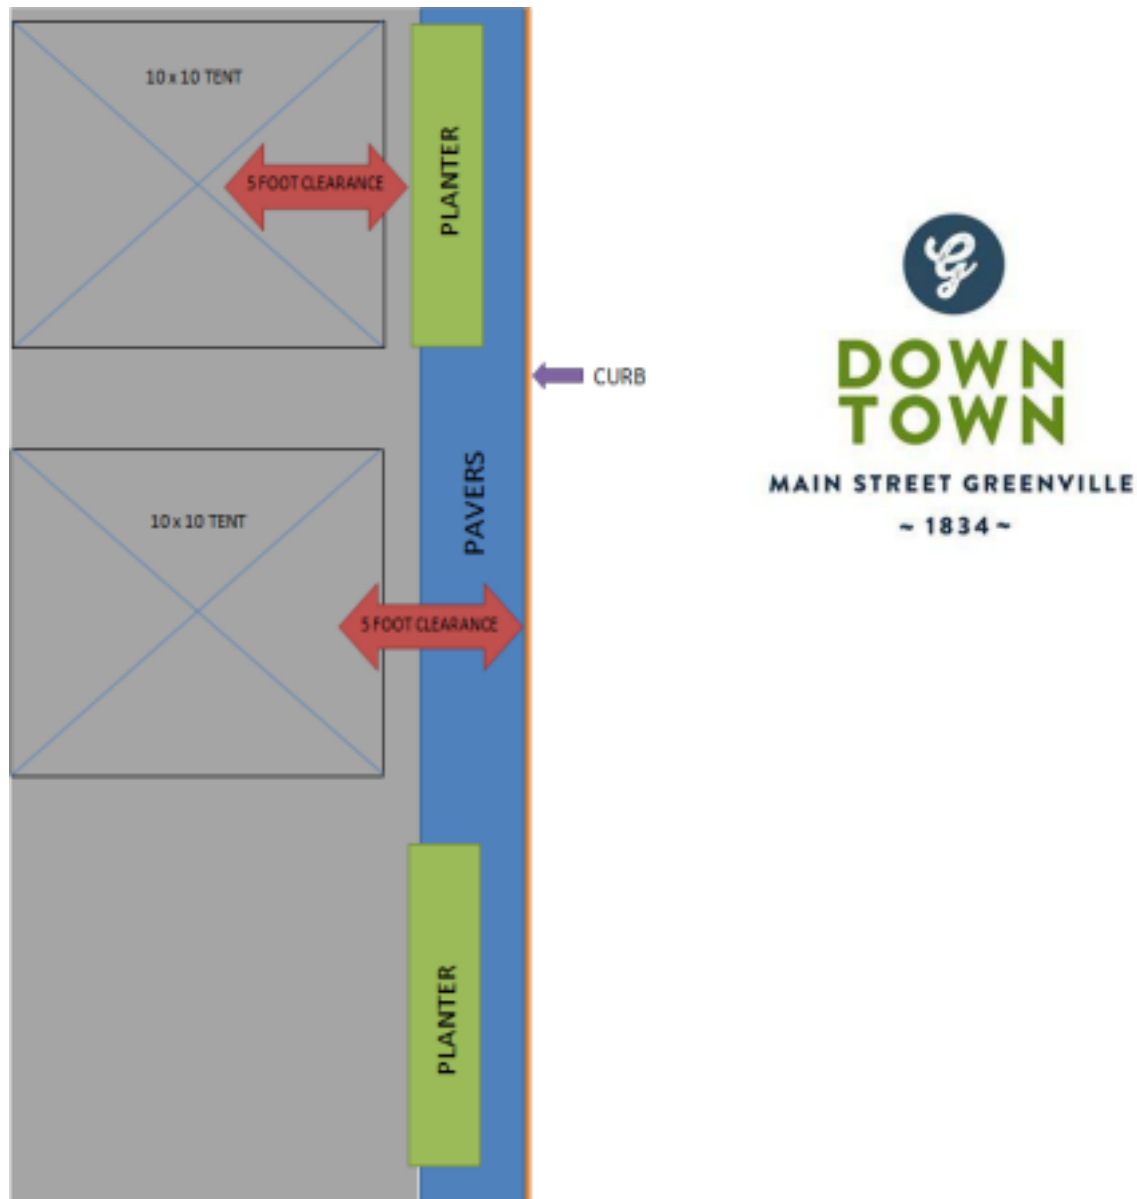 10 x 10 TENT
5 FOOT CLEARANCE
PLANTER
CURB
PAVERS
10 x 10 TENT
5 FOOT CLEARANCE
PLANTER
G
DOWN
TOWN
MAIN STREET GREENVILLE
~ 1834 ~